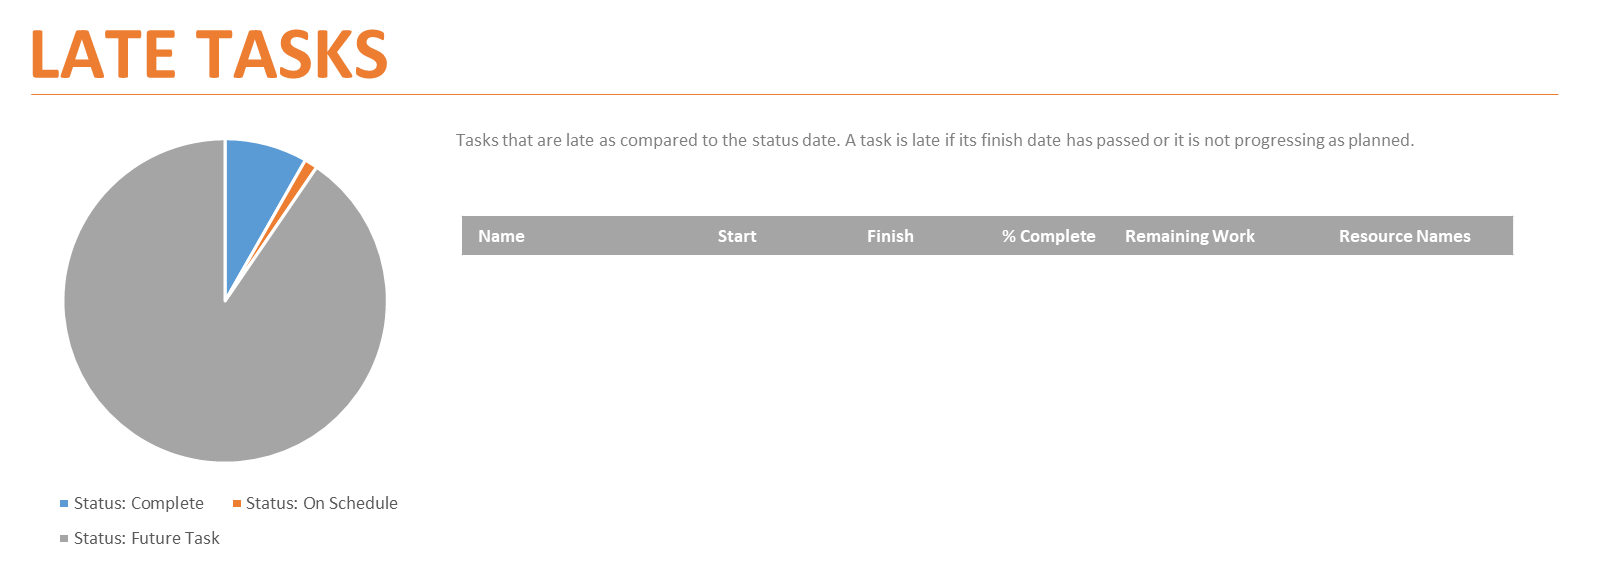 LATE TASKS
Tasks that are late as compared to the status date. A task is late if its finish date has passed or it is not progressing as planned.
Name Start Finish % Complete Remaining Work Resource Names
Status: Complete Status: On Schedule
Status: Future Task